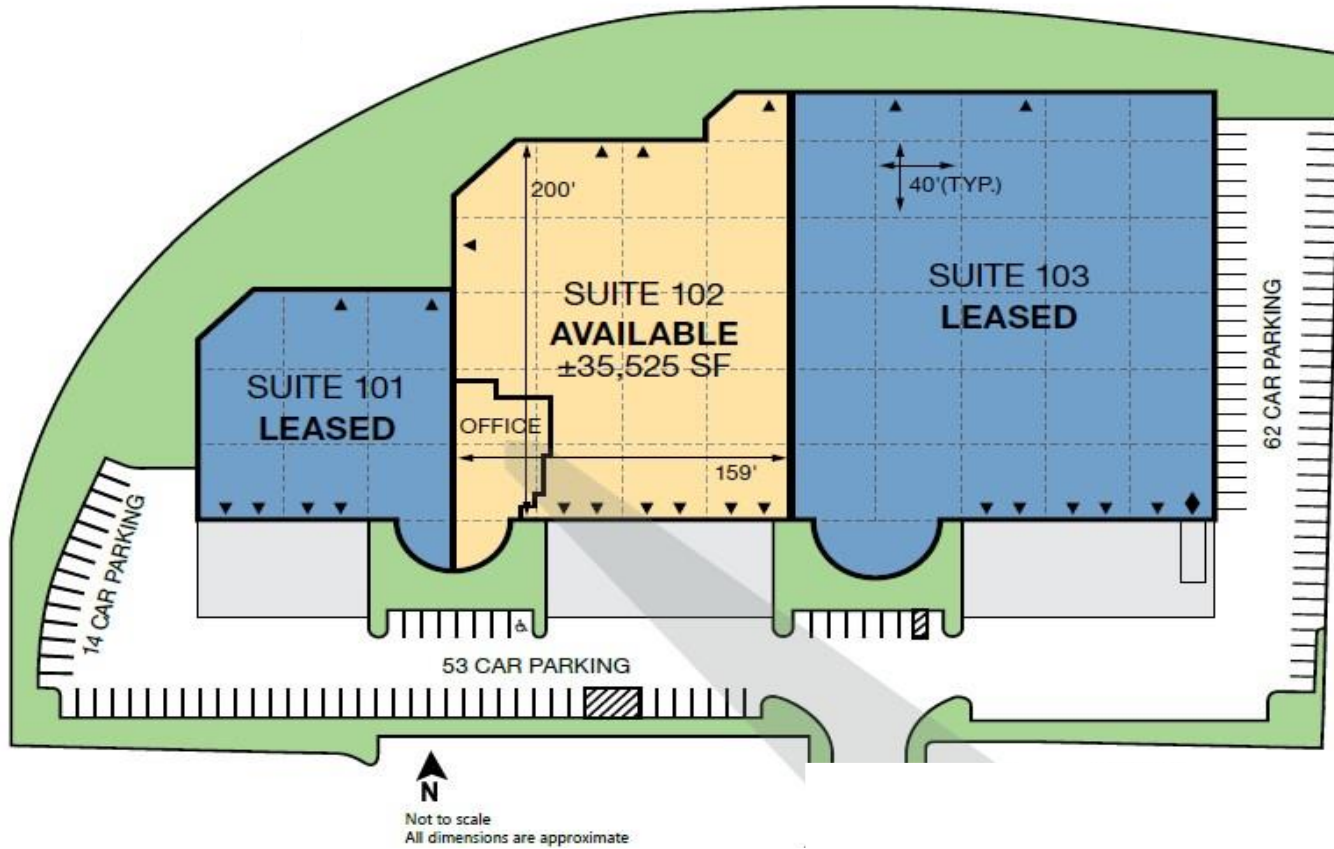 200'
40'(TYP.)
SUITE 102
AVAILABLE
±35,525 SF
SUITE 103
LEASED
SUITE 101
LEASED
OFFICE
159'
62 CAR PARKING
14 CAR PARKING
53 CAR PARKING
N
Not to scale
All dimensions are approximate